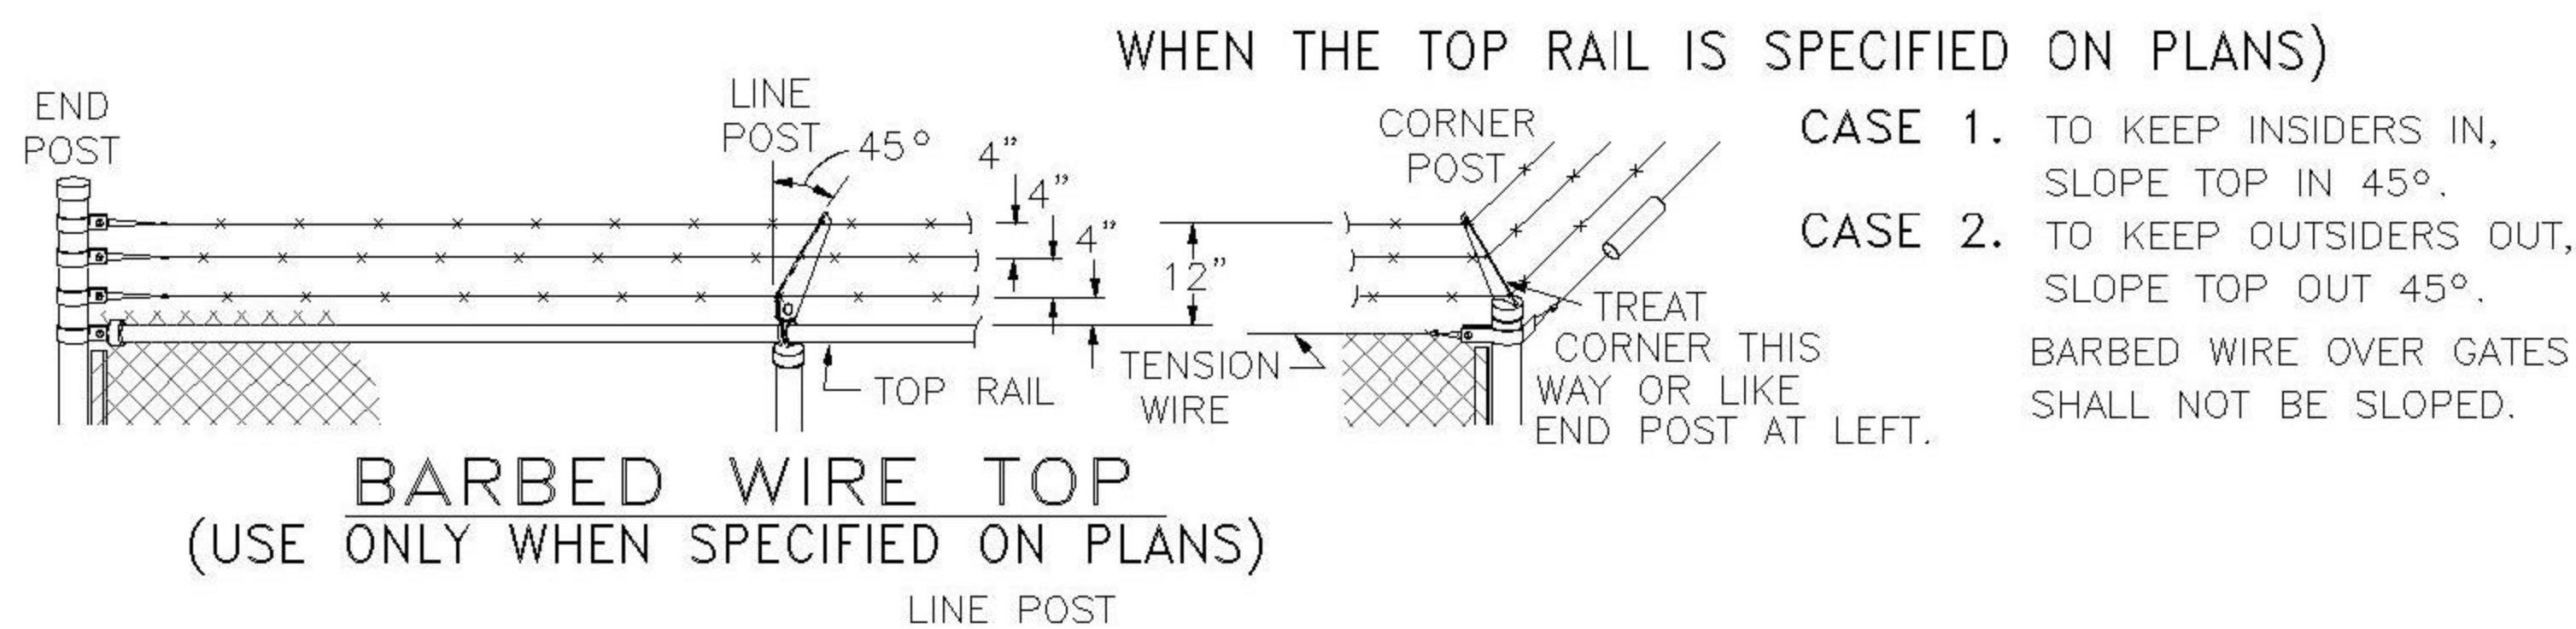 WHEN THE TOP RAIL IS SPECIFIED ON PLANS)
END
POST
LINE
POST
45°
4"
4"
4"
12"
TOP RAIL
TENSION
WIRE
CORNER
POST
TREAT
CORNER THIS
WAY OR LIKE
END POST AT LEFT.
CASE 1. TO KEEP INSIDERS IN,
SLOPE TOP IN 45°.
CASE 2. TO KEEP OUTSIDERS OUT,
SLOPE TOP OUT 45°.
BARBED WIRE OVER GATES
SHALL NOT BE SLOPED.
BARBED WIRE TOP
(USE ONLY WHEN SPECIFIED ON PLANS)
LINE POST